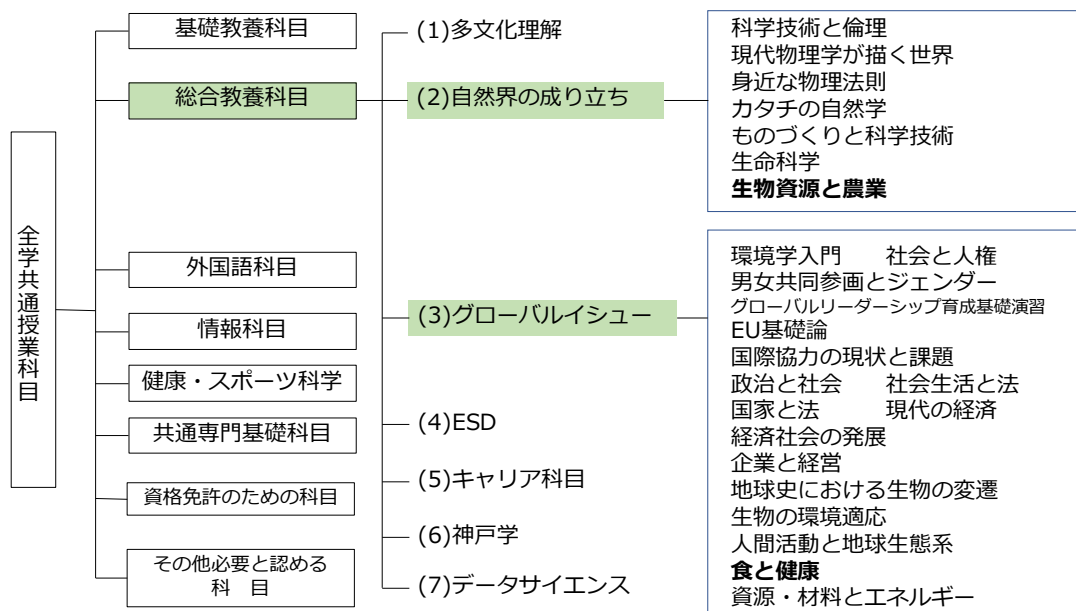 全学共通授業科目
基礎教養科目
総合教養科目
外国語科目
情報科目
健康・スポーツ科学
共通専門基礎科目
資格免許のための科目
その他必要と認める
科　目
(1)多文化理解
(2)自然界の成り立ち
(3)グローバルイシュー
(4)ESD
(5)キャリア科目
(6)神戸学
(7)データサイエンス
科学技術と倫理
現代物理学が描く世界
身近な物理法則
カタチの自然学
ものづくりと科学技術
生命科学
生物資源と農業
環境学入門　　社会と人権
男女共同参画とジェンダー
グローバルリーダーシップ育成基礎演習
EU基礎論
国際協力の現状と課題
政治と社会　　社会生活と法
国家と法　　現代の経済
経済社会の発展
企業と経営
地球史における生物の変遷
生物の環境適応
人間活動と地球生態系
食と健康
資源・材料とエネルギー